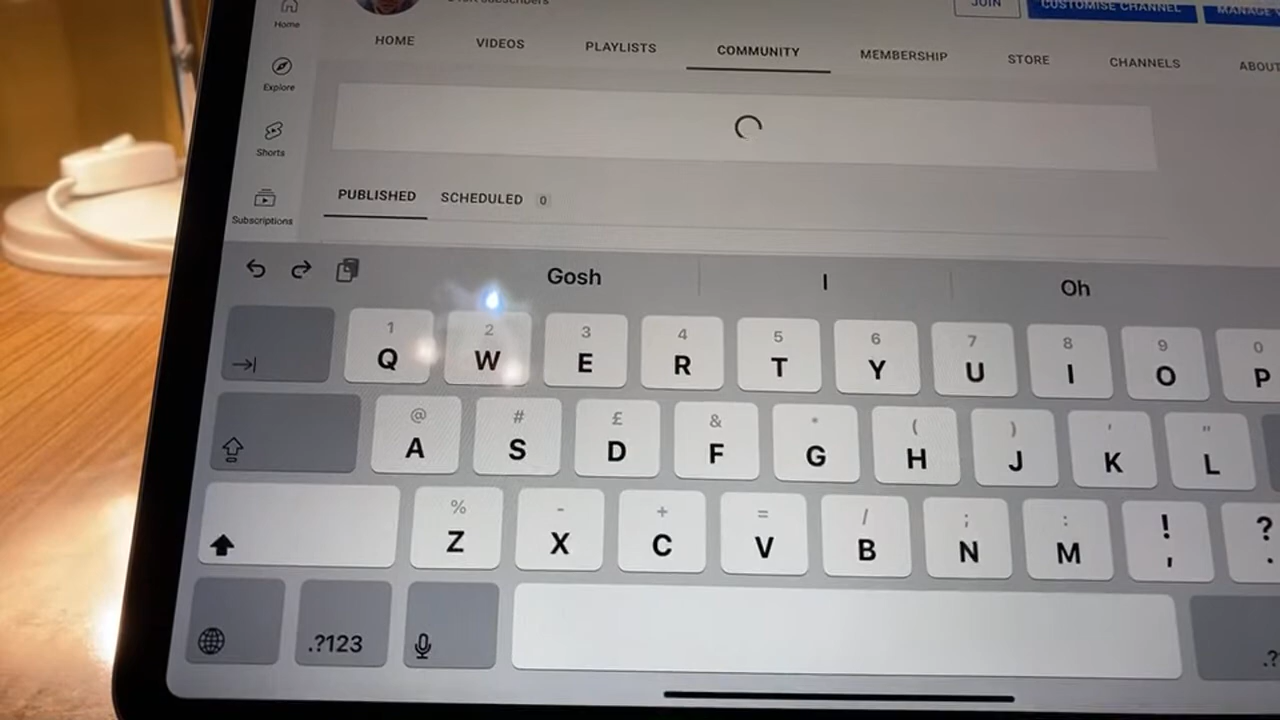 Home
JOIN
CUSTOMISE CHANNEL
MANAGE
HOME VIDEOS PLAYLISTS COMMUNITY MEMBERSHIP STORE CHANNELS ABOUT
Explore
Shorts
PUBLISHED SCHEDULED 0
Subscriptions
Gosh I Oh
1 2 3 4 5 6 7 8 9 0
Q W E R T Y U I O P
@ # £ & * ( ) ' "
A S D F G H J K L
% - + = / ; : ! ?
Z X C V B N M , .
.?123 .?